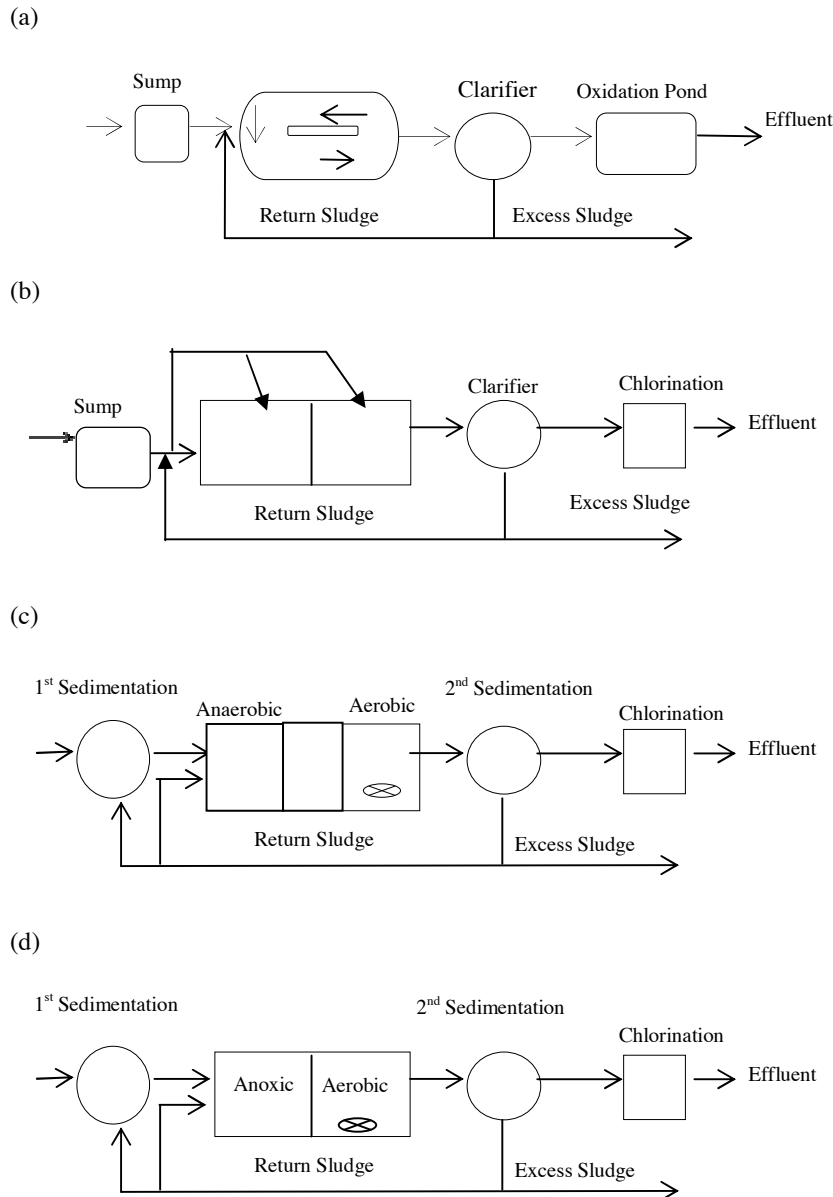 (a)
Sump
Clarifier
Oxidation Pond
Effluent
Return Sludge
Excess Sludge
(b)
Sump
Clarifier
Chlorination
Effluent
Return Sludge
Excess Sludge
(c)
1st Sedimentation
Anaerobic
Aerobic
2nd Sedimentation
Chlorination
Effluent
Return Sludge
Excess Sludge
(d)
1st Sedimentation
2nd Sedimentation
Chlorination
Anoxic
Aerobic
Effluent
Return Sludge
Excess Sludge